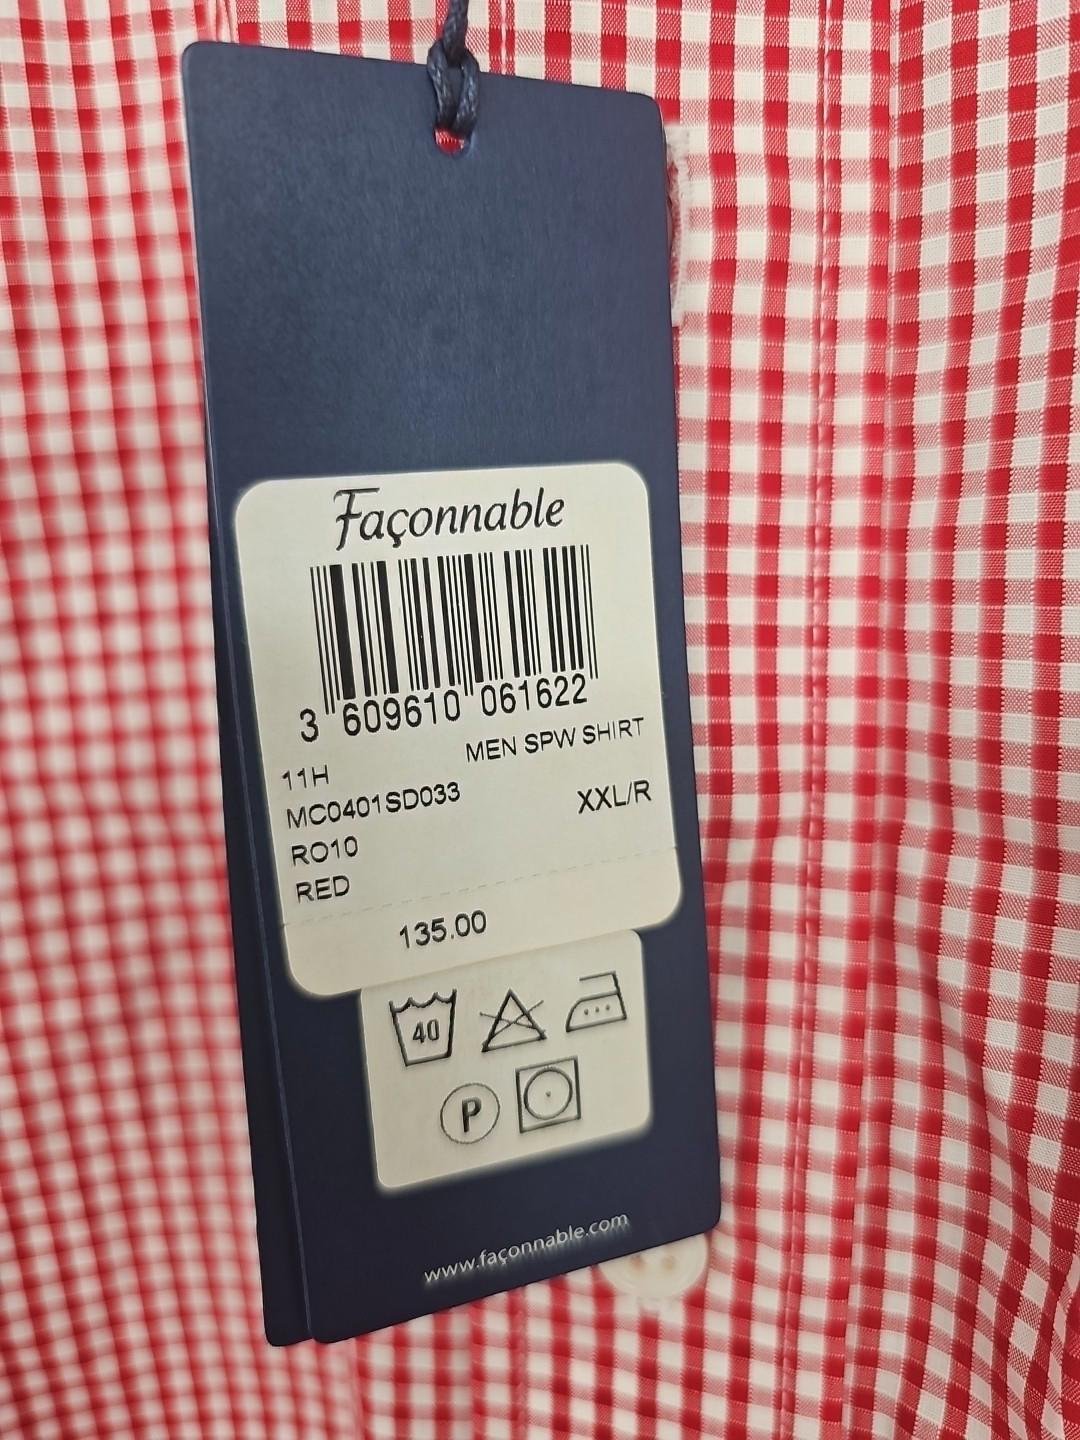 Façonnable
3 609610 061622
MEN SPW SHIRT
11H
MC0401SD033
XXL/R
RO10
RED
135.00
40
P
www.façonnable.com